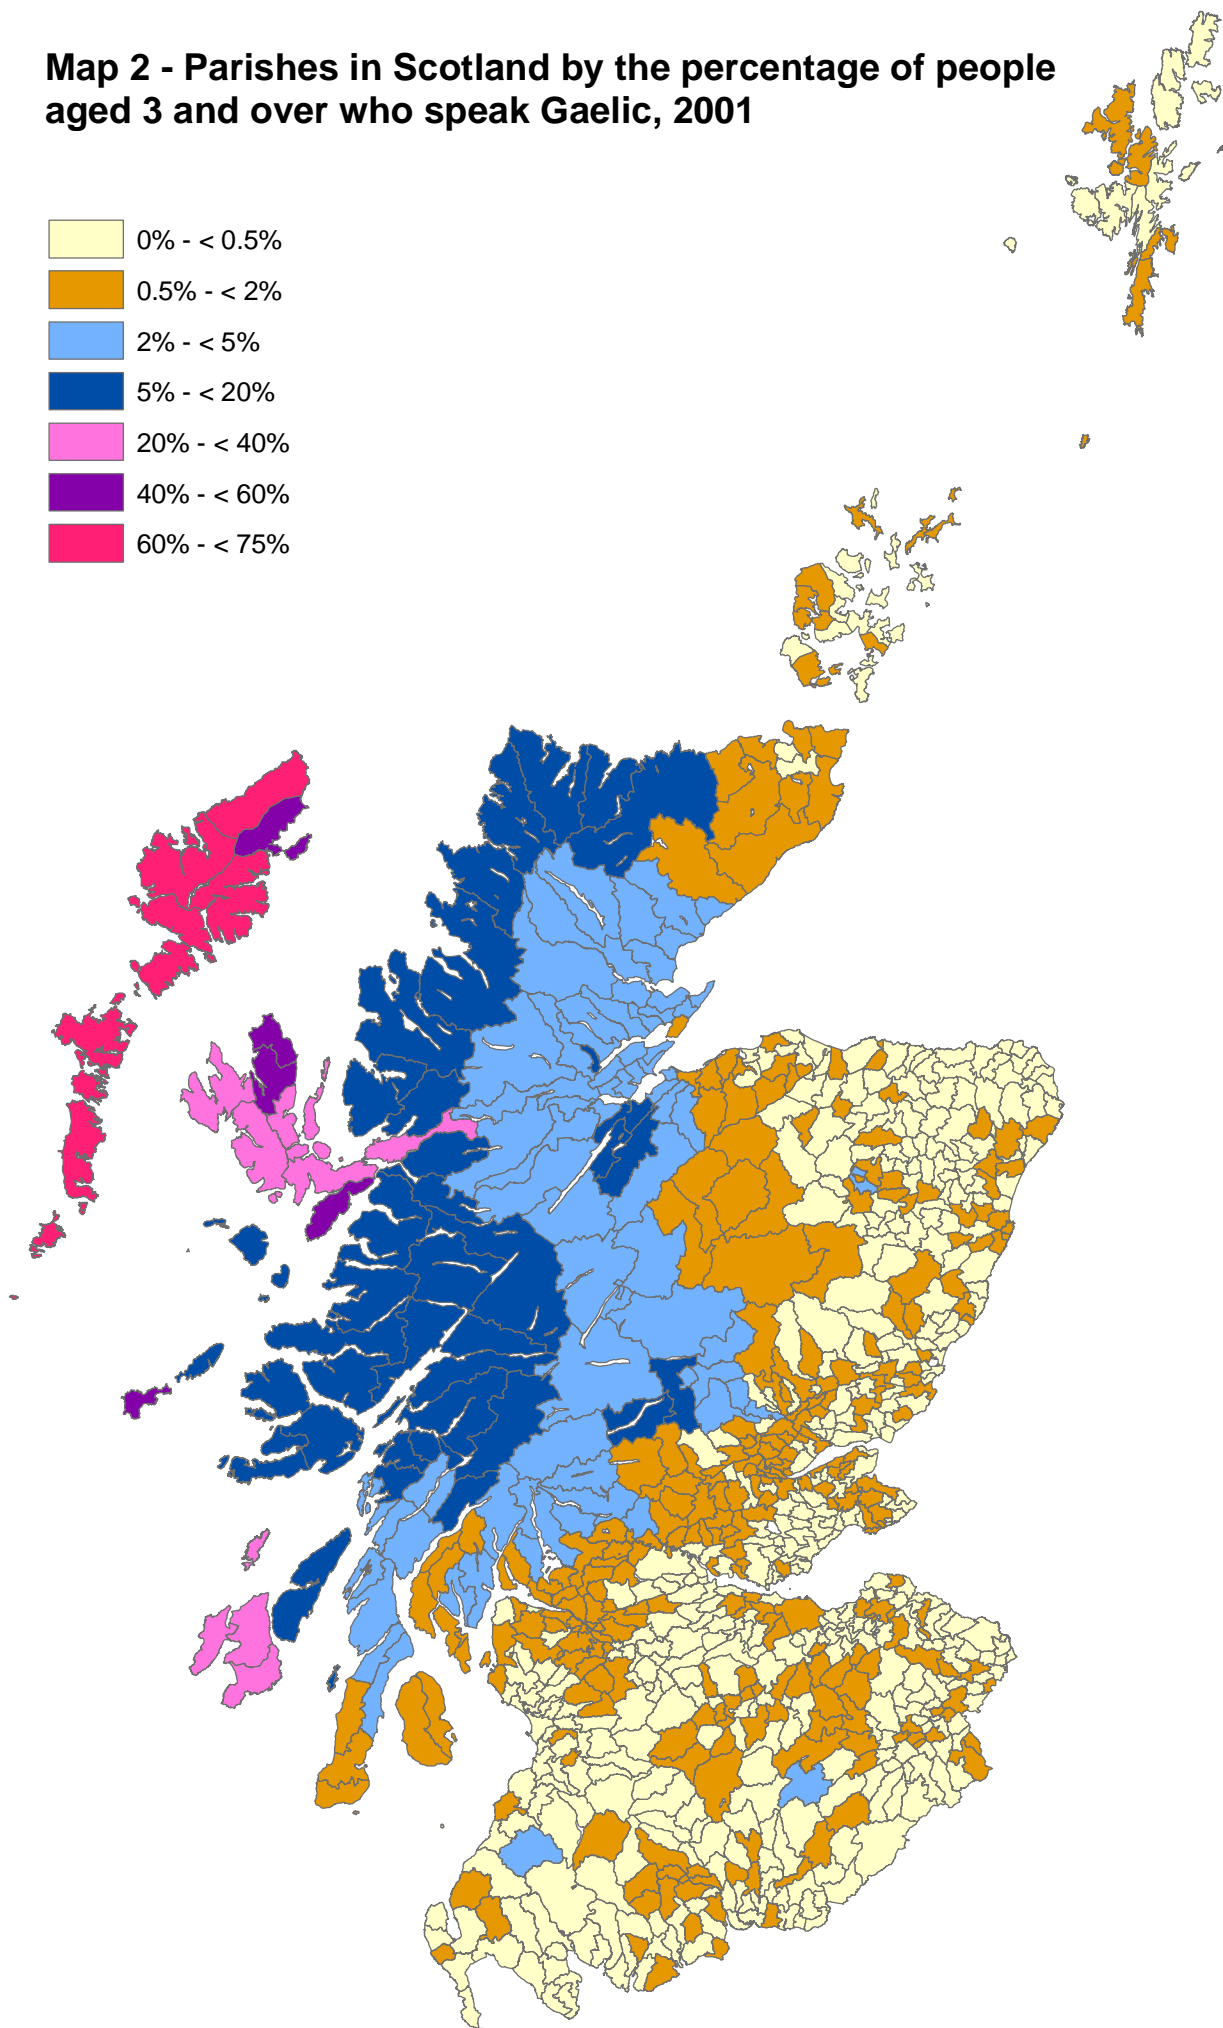 Map 2 - Parishes in Scotland by the percentage of people
aged 3 and over who speak Gaelic, 2001
0% - < 0.5%
0.5% - < 2%
2% - < 5%
5% - < 20%
20% - < 40%
40% - < 60%
60% - < 75%